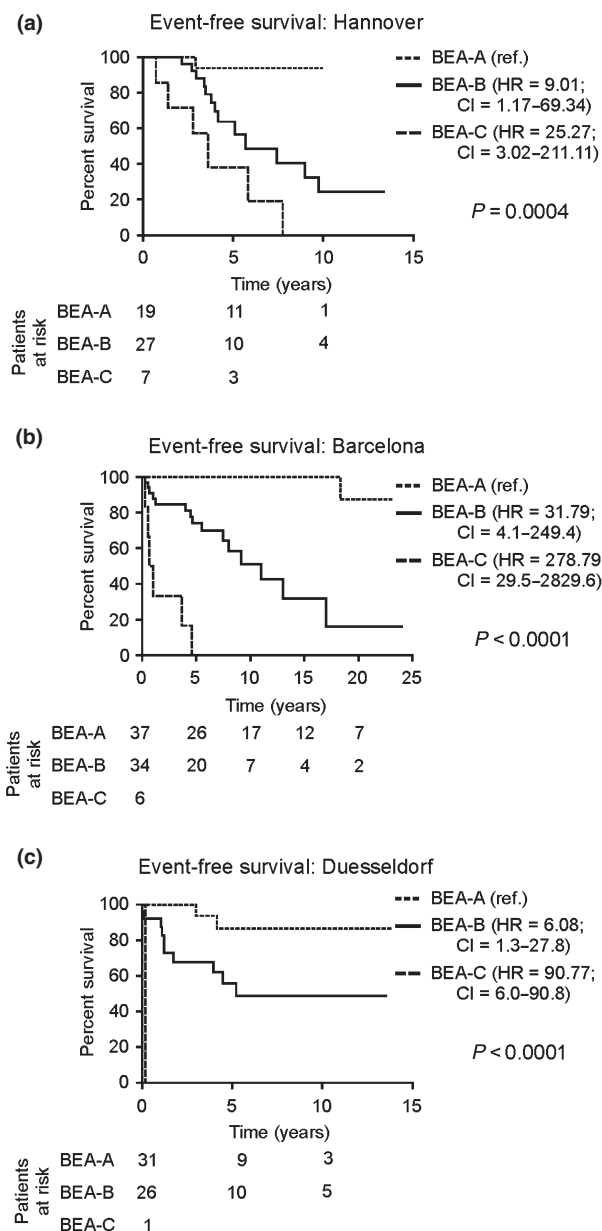 (a)
Event-free survival: Hannover
Percent survival
100
80
60
40
20
0
0 5 10 15
Time (years)
BEA-A (ref.)
BEA-B (HR = 9.01;
CI = 1.17–69.34)
BEA-C (HR = 25.27;
CI = 3.02–211.11)
P = 0.0004
Patients
at risk
BEA-A 19 11 1
BEA-B 27 10 4
BEA-C 7 3
(b)
Event-free survival: Barcelona
Percent survival
100
80
60
40
20
0
0 5 10 15 20 25
Time (years)
BEA-A (ref.)
BEA-B (HR = 31.79;
CI = 4.1–249.4)
BEA-C (HR = 278.79
CI = 29.5–2829.6)
P < 0.0001
Patients
at risk
BEA-A 37 26 17 12 7
BEA-B 34 20 7 4 2
BEA-C 6
(c)
Event-free survival: Duesseldorf
Percent survival
100
80
60
40
20
0
0 5 10 15
Time (years)
BEA-A (ref.)
BEA-B (HR = 6.08;
CI = 1.3–27.8)
BEA-C (HR = 90.77;
CI = 6.0–90.8)
P < 0.0001
Patients
at risk
BEA-A 31 9 3
BEA-B 26 10 5
BEA-C 1